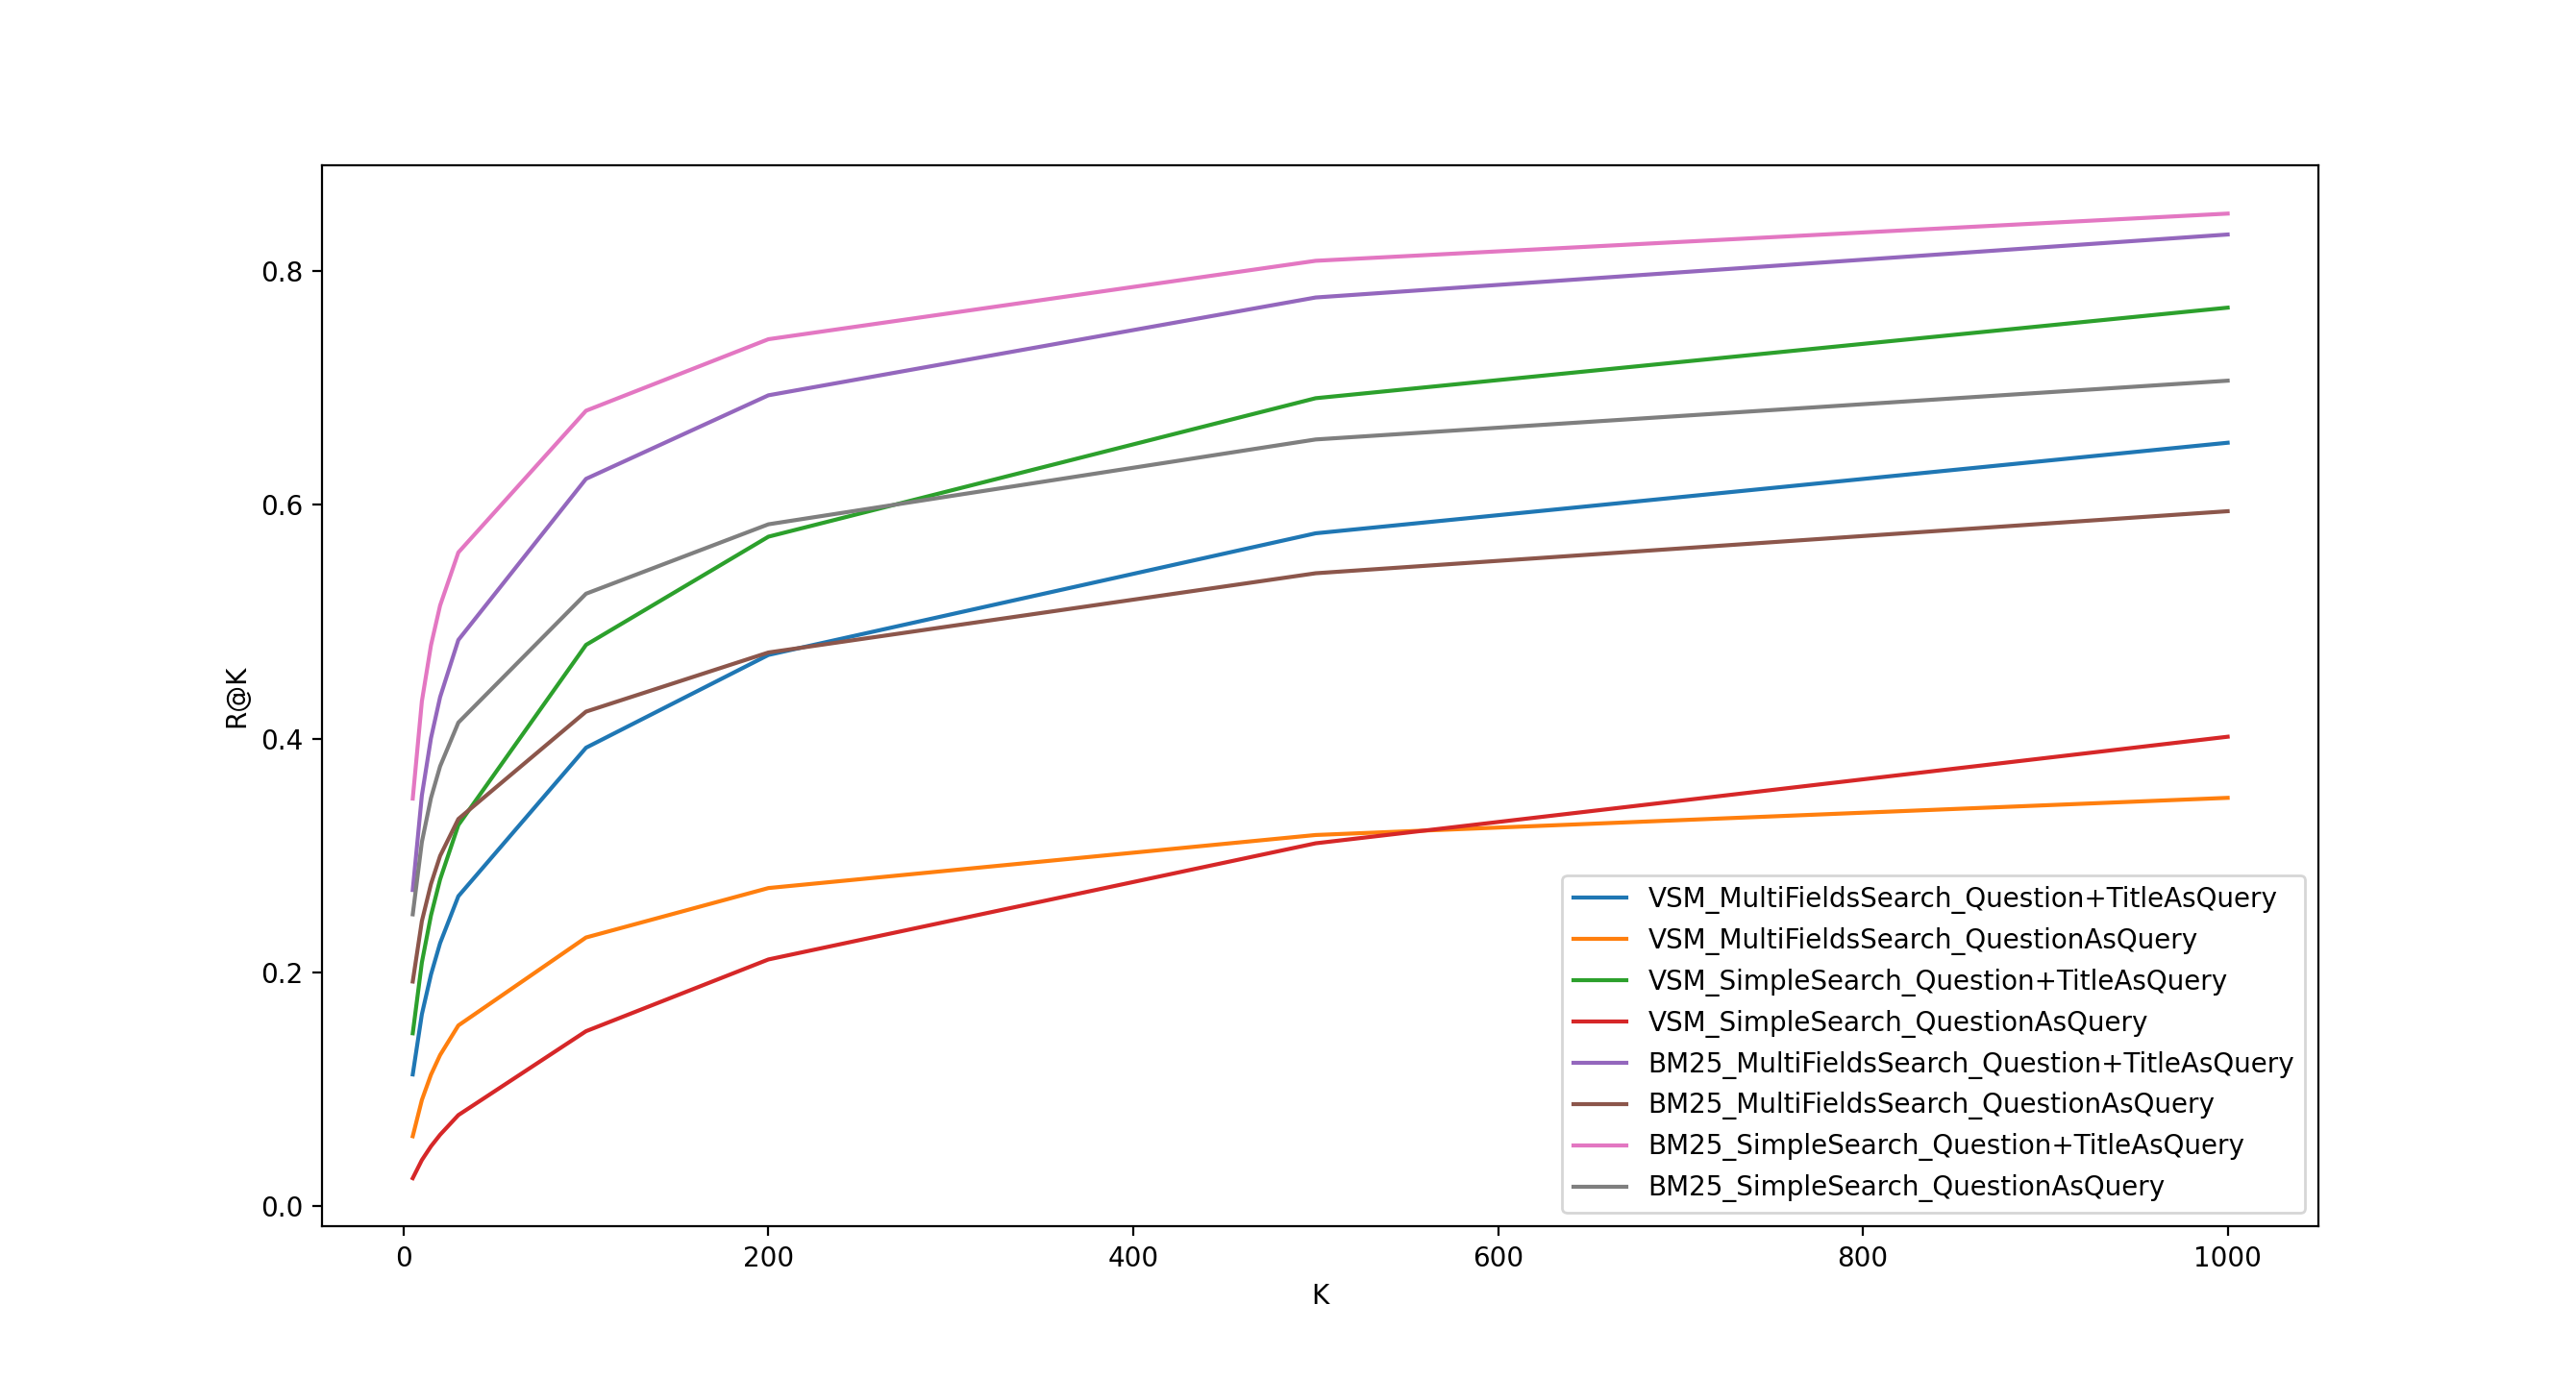 0.8
0.6
0.4
0.2
0.0
R@K
0
200
400
600
800
1000
K
VSM_MultiFieldsSearch_Question+TitleAsQuery
VSM_MultiFieldsSearch_QuestionAsQuery
VSM_SimpleSearch_Question+TitleAsQuery
VSM_SimpleSearch_QuestionAsQuery
BM25_MultiFieldsSearch_Question+TitleAsQuery
BM25_MultiFieldsSearch_QuestionAsQuery
BM25_SimpleSearch_Question+TitleAsQuery
BM25_SimpleSearch_QuestionAsQuery